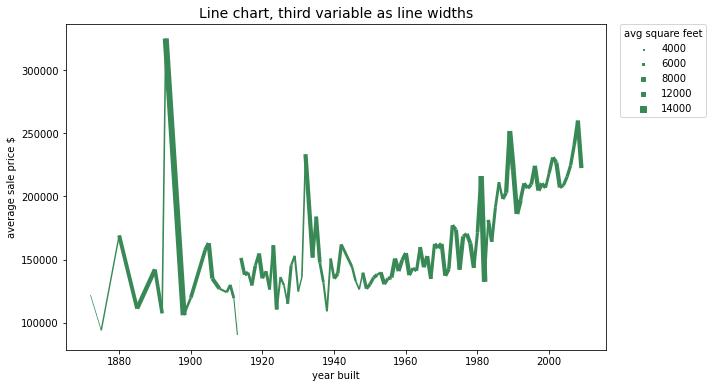 Line chart, third variable as line widths
avg square feet
4000
6000
8000
12000
14000
300000
250000
200000
150000
100000
average sale price $
1880 1900 1920 1940 1960 1980 2000
year built